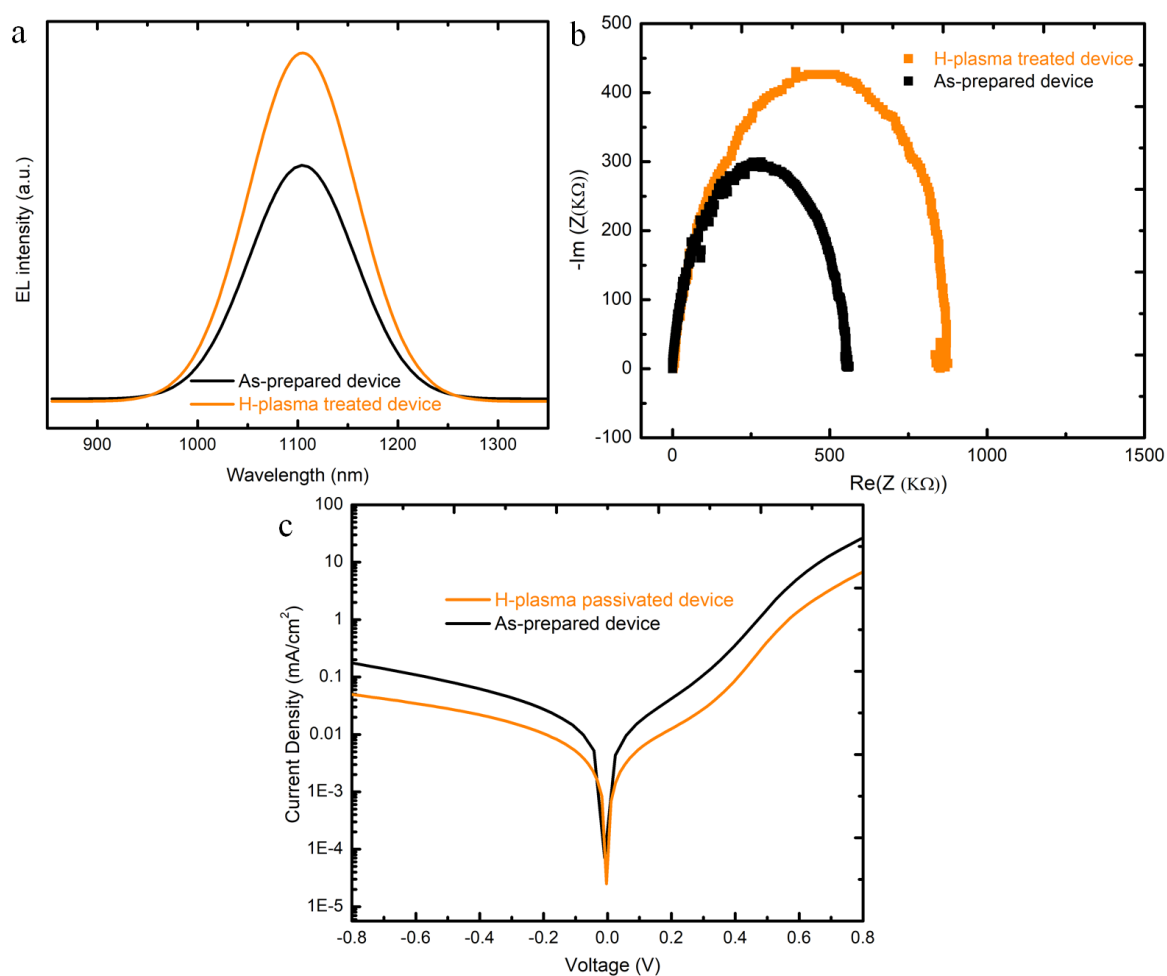 a
EL intensity (a.u.)
As-prepared device
H-plasma treated device
900 1000 1100 1200 1300
Wavelength (nm)
b
500
400
300
200
100
0
-100
-Im (Z(KΩ))
H-plasma treated device
As-prepared device
0 500 1000 1500
Re(Z (KΩ))
c
100
10
1
0.1
0.01
1E-3
1E-4
1E-5
Current Density (mA/cm²)
H-plasma passivated device
As-prepared device
-0.8 -0.6 -0.4 -0.2 0.0 0.2 0.4 0.6 0.8
Voltage (V)